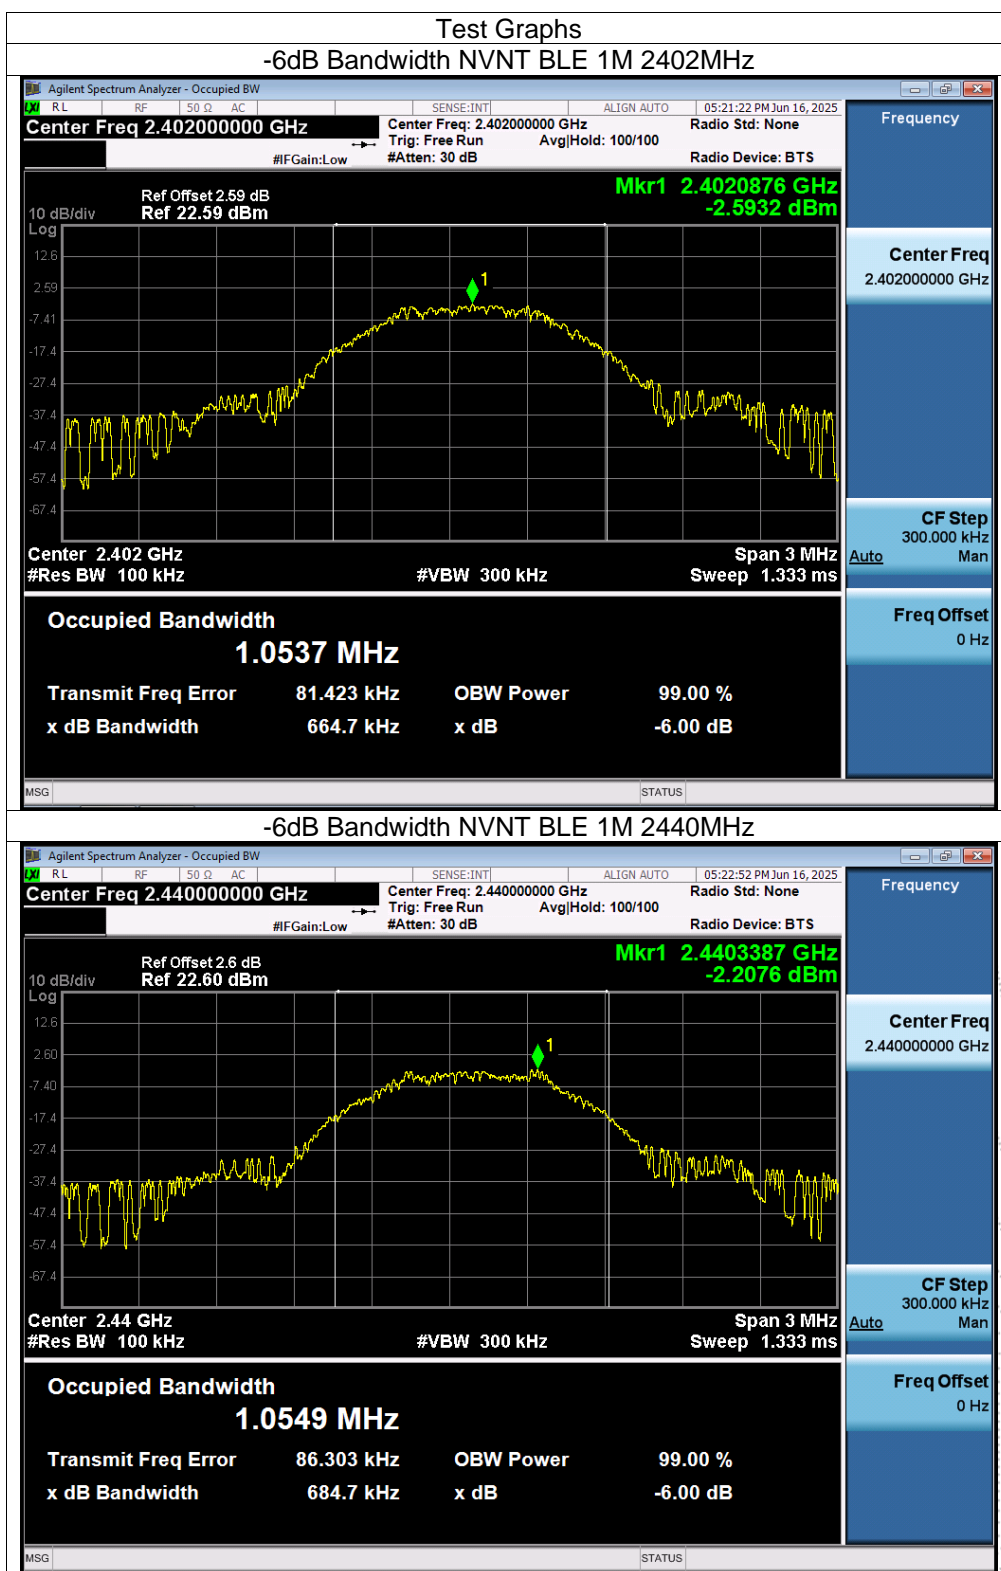 Test Graphs
-6dB Bandwidth NVNT BLE 1M 2402MHz
Agilent Spectrum Analyzer - Occupied BW
LXI RL RF 50 Ω AC SENSE:INT ALIGN AUTO 05:21:22 PM Jun 16, 2025
Center Freq 2.402000000 GHz Center Freq: 2.402000000 GHz Radio Std: None Frequency
Trig: Free Run Avg|Hold: 100/100
#IFGain:Low #Atten: 30 dB Radio Device: BTS
Mkr1 2.4020876 GHz
Ref Offset 2.59 dB
10 dB/div Ref 22.59 dBm -2.5932 dBm
Log
1
12.6
2.59
-7.41
-17.4
-27.4
-37.4
-47.4
-57.4
-67.4
Center Freq
2.402000000 GHz
CF Step
300.000 kHz
Auto Man
Center 2.402 GHz Span 3 MHz
#Res BW 100 kHz #VBW 300 kHz Sweep 1.333 ms
Freq Offset
0 Hz
Occupied Bandwidth
1.0537 MHz
Transmit Freq Error 81.423 kHz OBW Power 99.00 %
x dB Bandwidth 664.7 kHz x dB -6.00 dB
MSG STATUS
-6dB Bandwidth NVNT BLE 1M 2440MHz
Agilent Spectrum Analyzer - Occupied BW
LXI RL RF 50 Ω AC SENSE:INT ALIGN AUTO 05:22:52 PM Jun 16, 2025
Center Freq 2.440000000 GHz Center Freq: 2.440000000 GHz Radio Std: None Frequency
Trig: Free Run Avg|Hold: 100/100
#IFGain:Low #Atten: 30 dB Radio Device: BTS
Mkr1 2.4403387 GHz
Ref Offset 2.6 dB
10 dB/div Ref 22.60 dBm -2.2076 dBm
Log
1
12.6
2.60
-7.40
-17.4
-27.4
-37.4
-47.4
-57.4
-67.4
Center Freq
2.440000000 GHz
CF Step
300.000 kHz
Auto Man
Center 2.44 GHz Span 3 MHz
#Res BW 100 kHz #VBW 300 kHz Sweep 1.333 ms
Freq Offset
0 Hz
Occupied Bandwidth
1.0549 MHz
Transmit Freq Error 86.303 kHz OBW Power 99.00 %
x dB Bandwidth 684.7 kHz x dB -6.00 dB
MSG STATUS